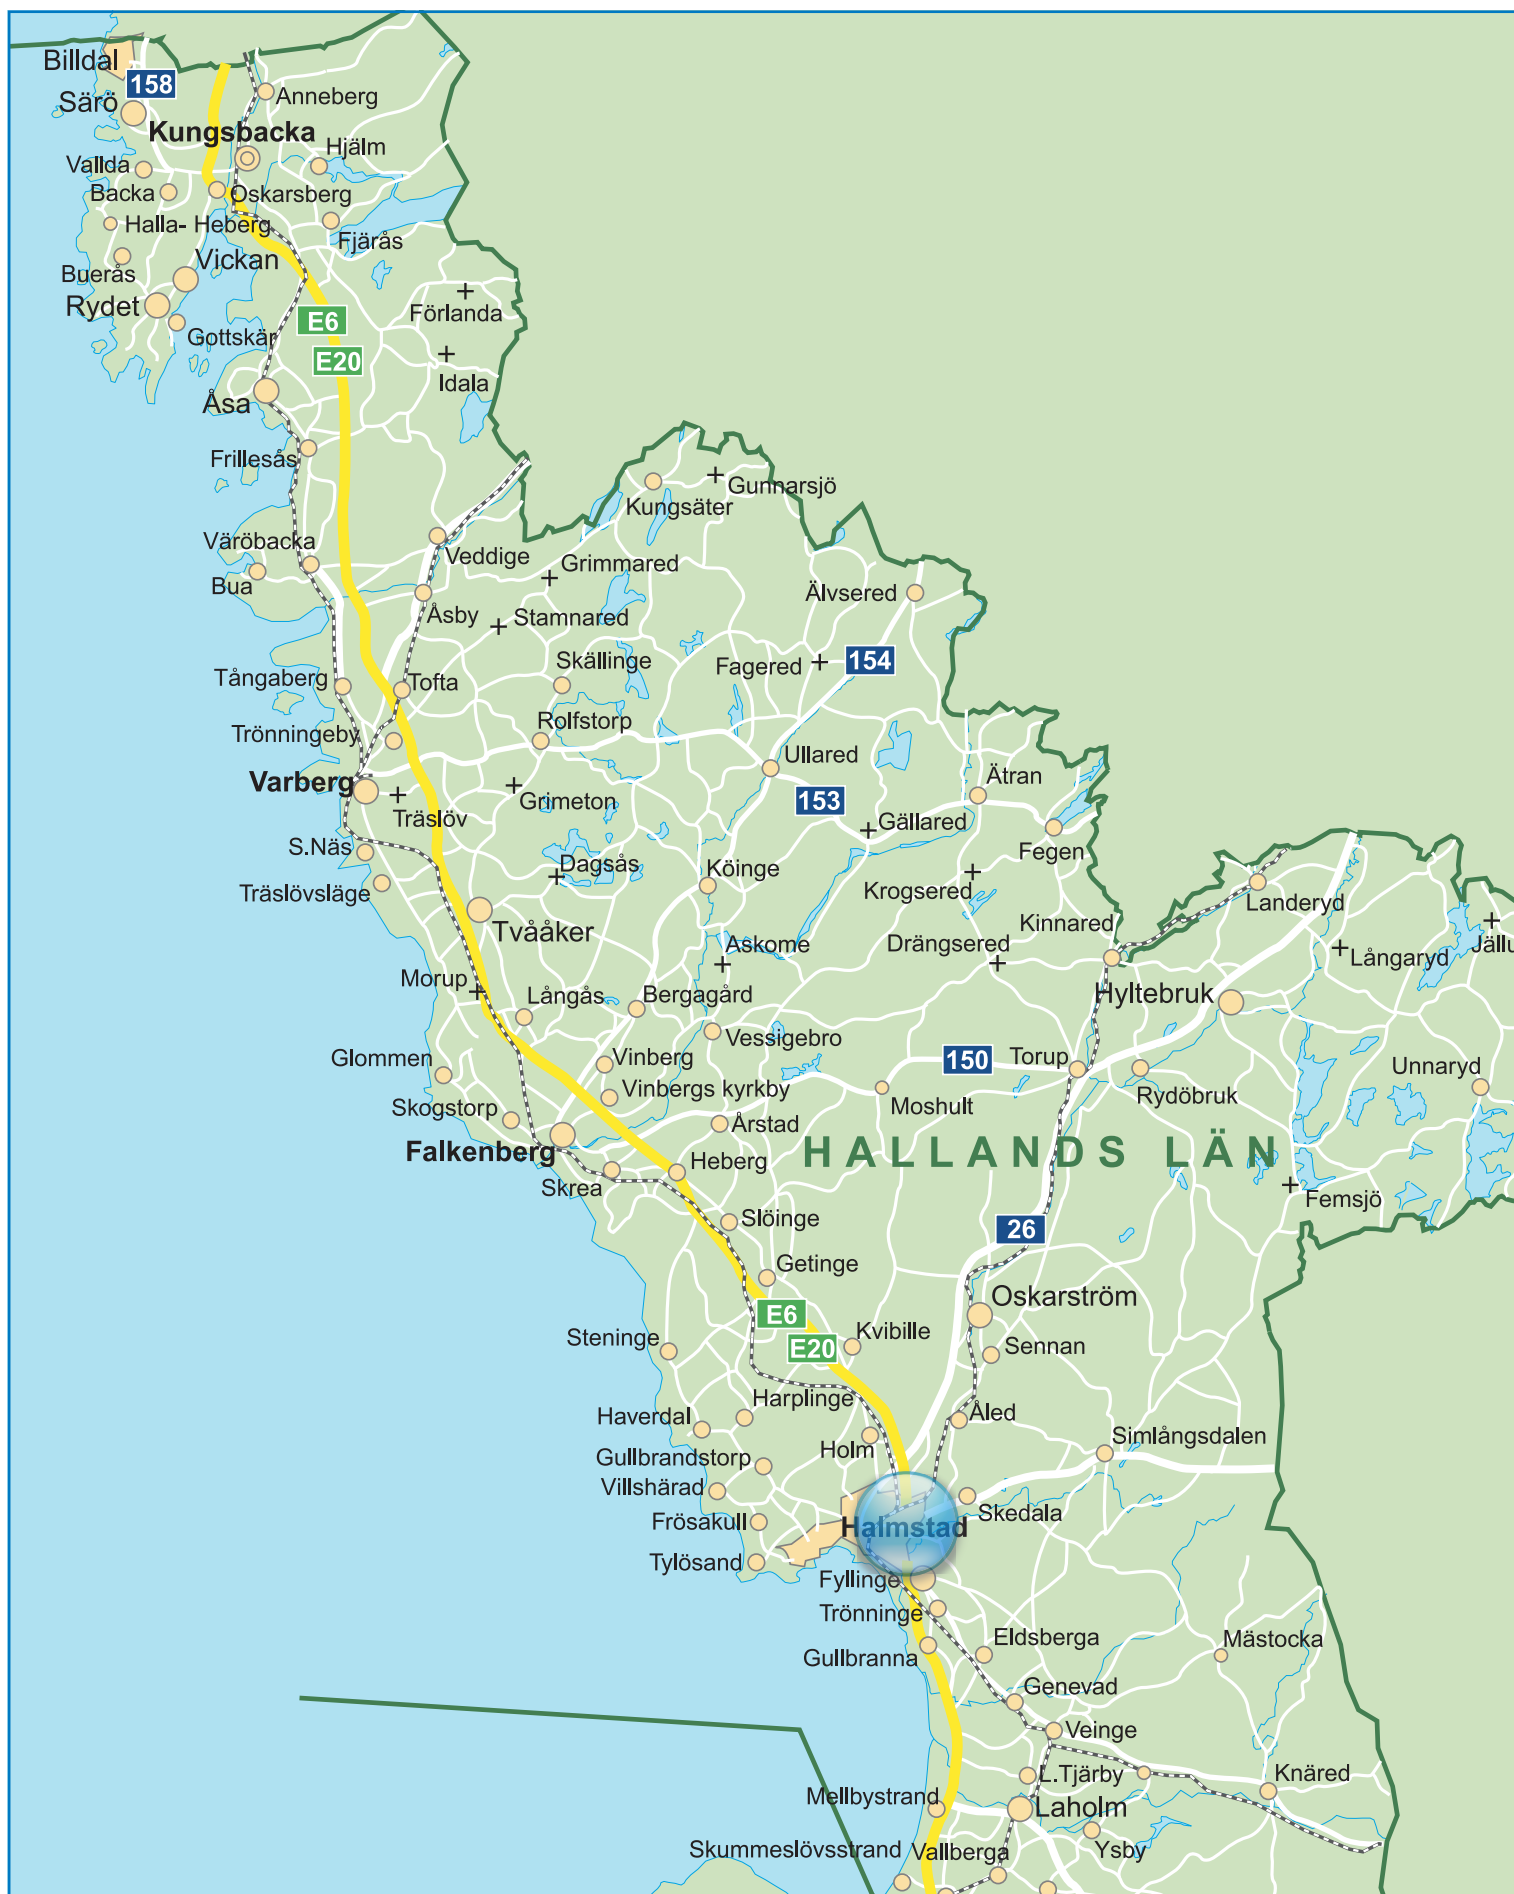 Billdal
158
Särö
Anneberg
Kungsbacka
Hjälm
Vallda
Backa
Oskarsberg
Halla- Heberg
Fjärås
Vickan
Buerås
Rydet
Förlanda
E6
Gottskär
E20
Idala
Åsa
Frillesås
Gunnarsjö
Kungsäter
Väröbacka
Veddige
Grimmared
Bua
Älvsered
Åsby
Stamnared
Skällinge
Fagered
154
Tångaberg
Tofta
Rolfstorp
Trönningeby
Ullared
Ätran
Varberg
153
Grimeton
Träslöv
Gällared
S.Näs
Fegen
Dagsås
Köinge
Krogsered
Träslövsläge
Landeryd
Kinnared
Tvååker
Askome
Drängsered
Jällu
Långaryd
Morup
Långås
Bergagård
Hyltebruk
Vessigebro
Glommen
Vinberg
150
Torup
Unnaryd
Vinbergs kyrkby
Rydöbruk
Skogstorp
Moshult
Årstad
Falkenberg
HALLANDS LÄN
Heberg
Skrea
Femsjö
Slöinge
26
Getinge
Oskarström
E6
Steninge
Kvibille
E20
Sennan
Harplinge
Haverdal
Åled
Holm
Simlångsdalen
Gullbrandstorp
Villshärad
Skedala
Frösakull
Halmstad
Tylösand
Fyllinge
Trönninge
Eldsberga
Mästocka
Gullbranna
Genevad
Veinge
L.Tjärby
Knäred
Mellbystrand
Laholm
Skummeslövsstrand
Vallberga
Ysby